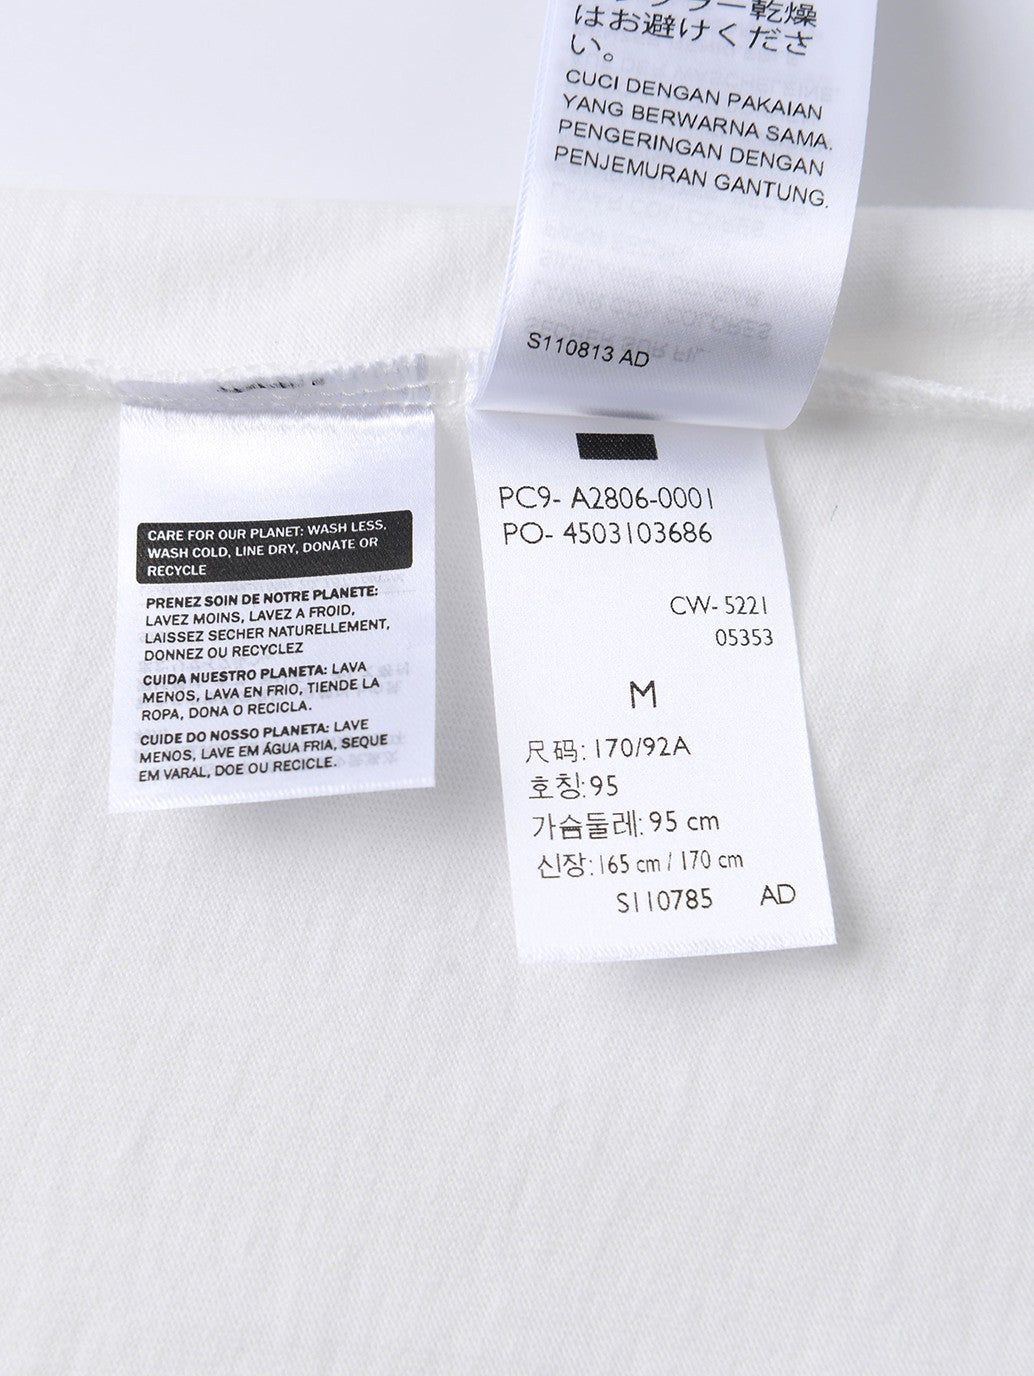 乾燥
はお避けくださ
い。
CUCI DENGAN PAKAIAN
YANG BERWARNA SAMA.
PENGERINGAN DENGAN
PENJEMURAN GANTUNG.
S110813 AD
CARE FOR OUR PLANET: WASH LESS,
WASH COLD, LINE DRY, DONATE OR
RECYCLE
PRENEZ SOIN DE NOTRE PLANETE:
LAVEZ MOINS, LAVEZ A FROID,
LAISSEZ SECHER NATURELLEMENT,
DONNEZ OU RECYCLEZ
CUIDA NUESTRO PLANETA: LAVA
MENOS, LAVA EN FRIO, TIENDE LA
ROPA, DONA O RECICLA.
CUIDE DO NOSSO PLANETA: LAVE
MENOS, LAVE EM ÁGUA FRIA, SEQUE
EM VARAL, DOE OU RECICLE.
PC9- A2806-0001
PO- 4503103686
CW- 5221
05353
M
尺码: 170/92A
호칭:95
가슴둘레: 95 cm
신장:165 cm / 170 cm
S110785 AD